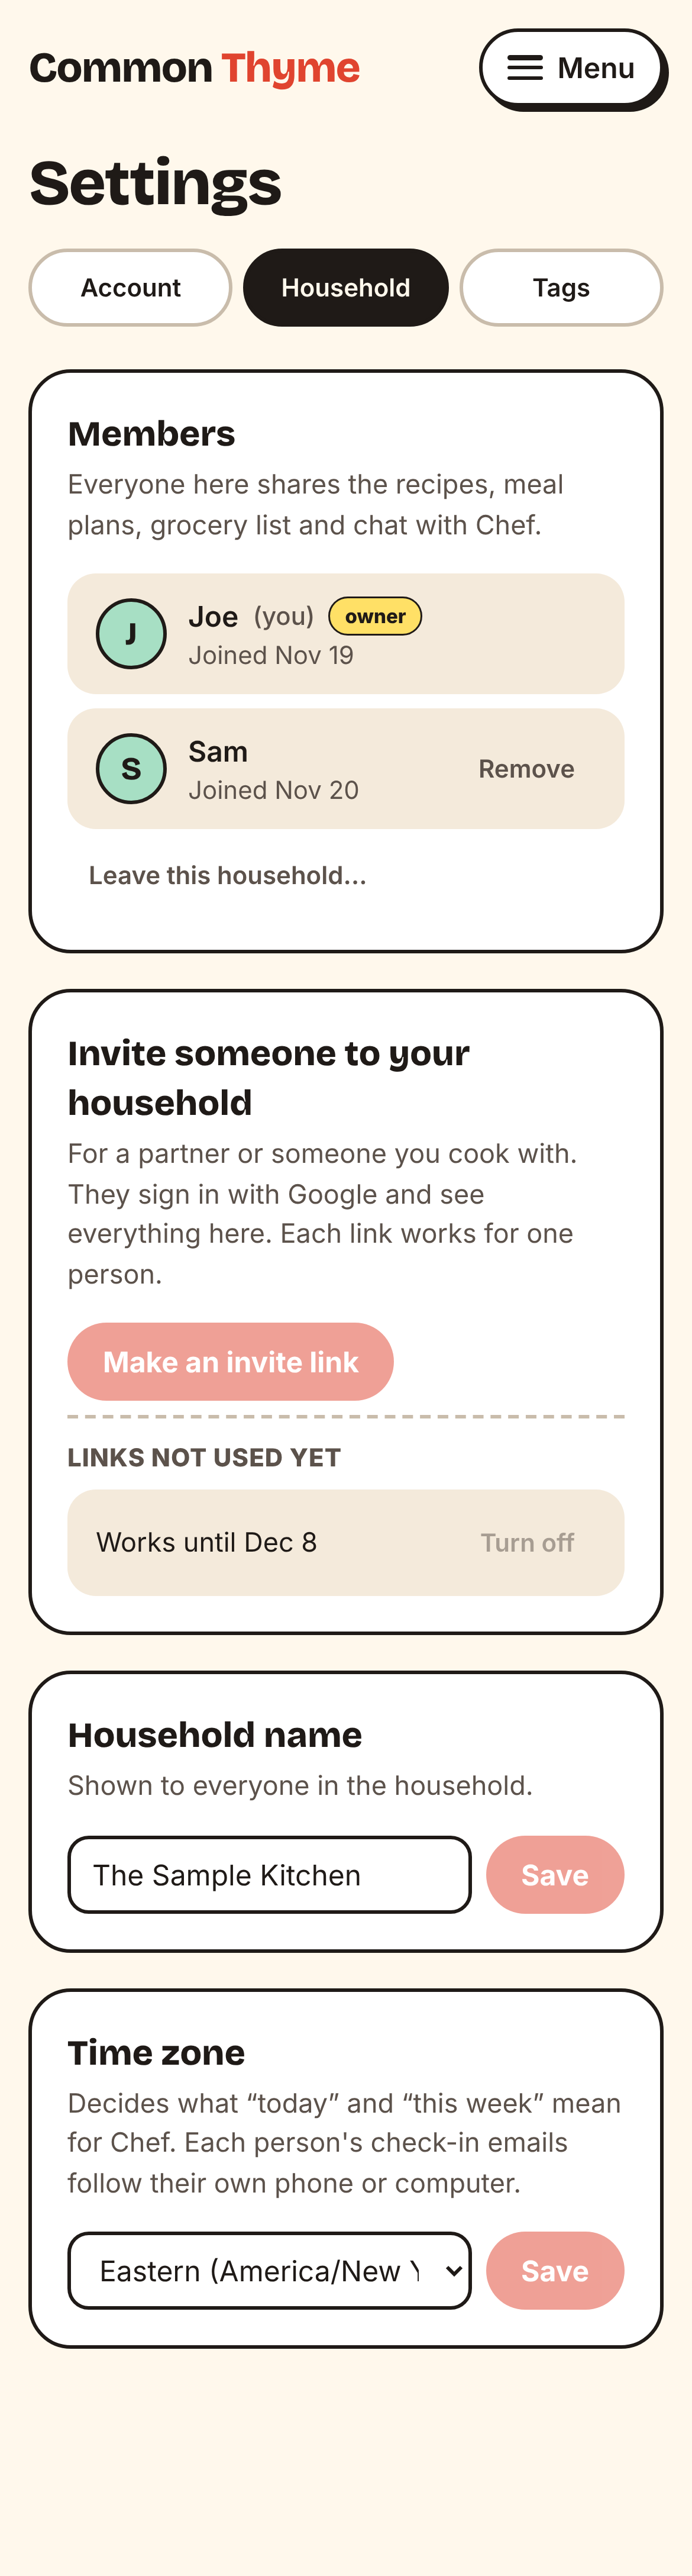 Common Thyme
Menu
Settings
Account
Household
Tags
Members
Everyone here shares the recipes, meal
plans, grocery list and chat with Chef.
J
Joe (you) owner
Joined Nov 19
S
Sam
Joined Nov 20
Remove
Leave this household...
Invite someone to your
household
For a partner or someone you cook with.
They sign in with Google and see
everything here. Each link works for one
person.
Make an invite link
LINKS NOT USED YET
Works until Dec 8
Turn off
Household name
Shown to everyone in the household.
The Sample Kitchen
Save
Time zone
Decides what “today” and “this week” mean
for Chef. Each person's check-in emails
follow their own phone or computer.
Eastern (America/New
Save